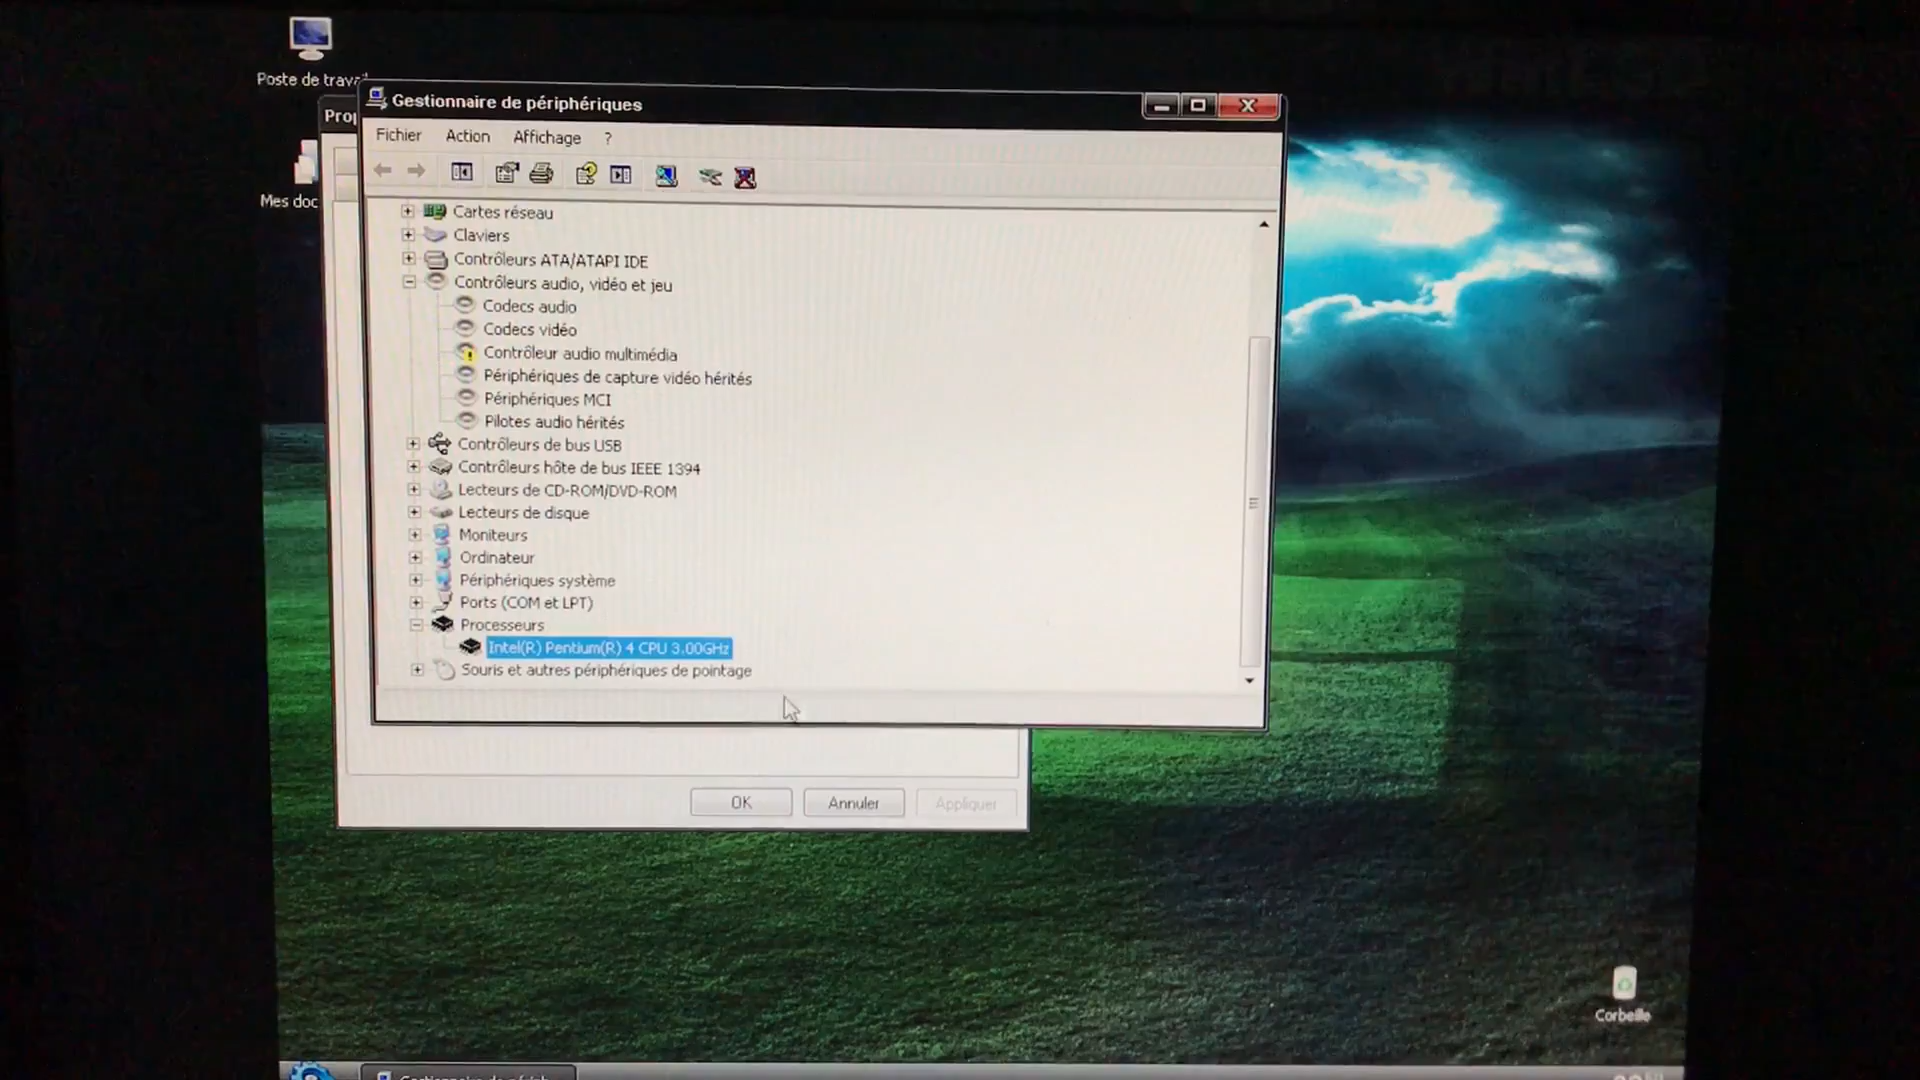 Poste de travai
Prop
Gestionnaire de périphériques
Fichier Action Affichage ?
Mes doc
Cartes réseau
Claviers
Contrôleurs ATA/ATAPI IDE
Contrôleurs audio, vidéo et jeu
Codecs audio
Codecs vidéo
Contrôleur audio multimédia
Périphériques de capture vidéo hérités
Périphériques MCI
Pilotes audio hérités
Contrôleurs de bus USB
Contrôleurs hôte de bus IEEE 1394
Lecteurs de CD-ROM/DVD-ROM
Lecteurs de disque
Moniteurs
Ordinateur
Périphériques système
Ports (COM et LPT)
Processeurs
Intel(R) Pentium(R) 4 CPU 3.00GHz
Souris et autres périphériques de pointage
OK Annuler Appliquer
Corbeille
Gestionnaire de périph